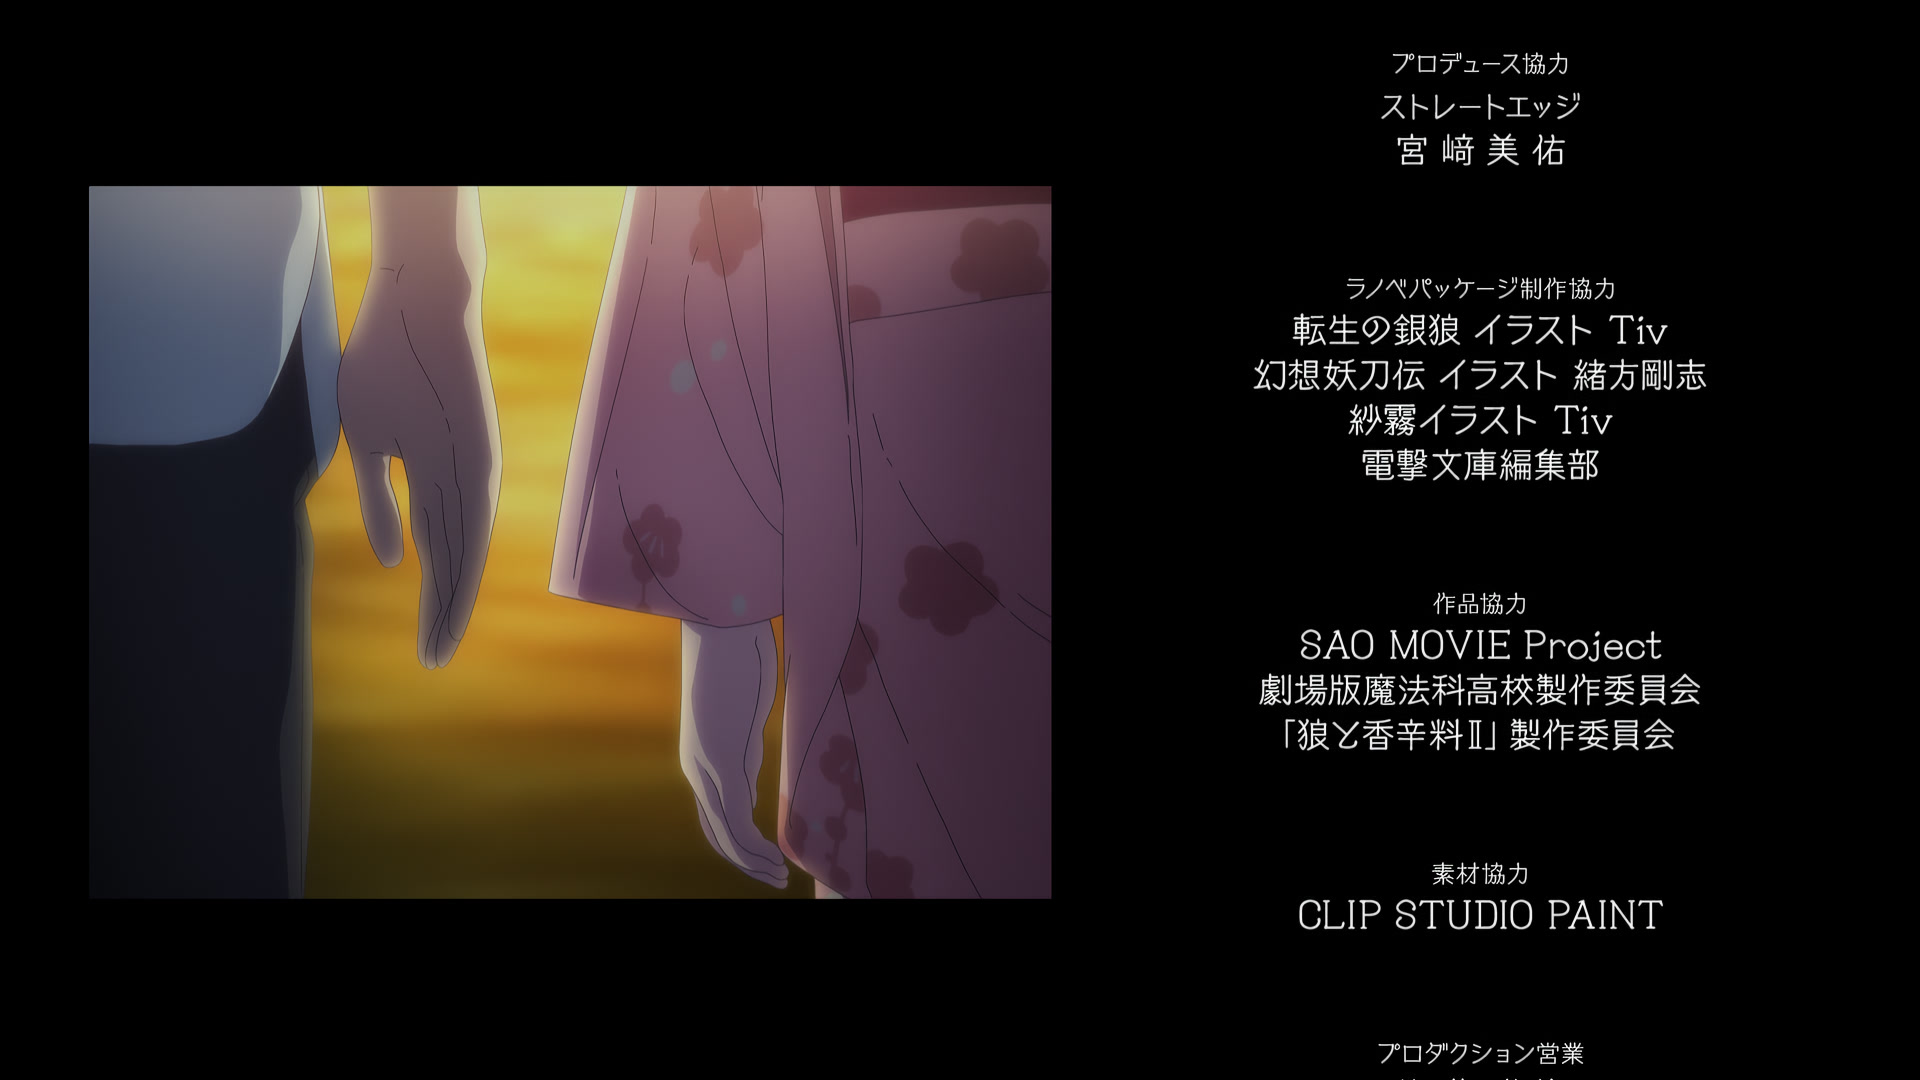 プロデュース協力
ストレートエッジ
宮﨑美佑
ラノベパッケージ制作協力
転生の銀狼 イラスト Tiv
幻想妖刀伝 イラスト 緒方剛志
紗霧イラスト Tiv
電撃文庫編集部
作品協力
SAO MOVIE Project
劇場版魔法科高校製作委員会
「狼と香辛料Ⅱ」製作委員会
素材協力
CLIP STUDIO PAINT
プロダクション営業